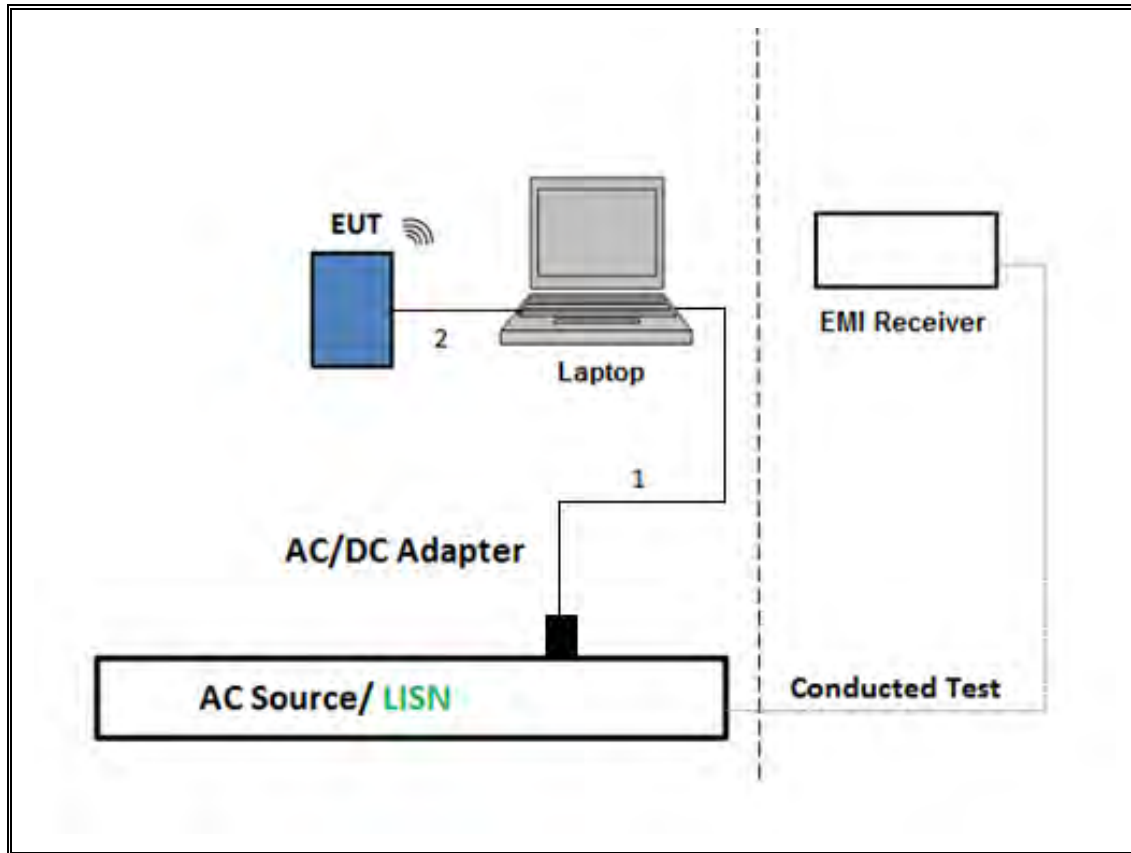 EUT
2
Laptop
EMI Receiver
1
AC/DC Adapter
AC Source/ LISN
Conducted Test